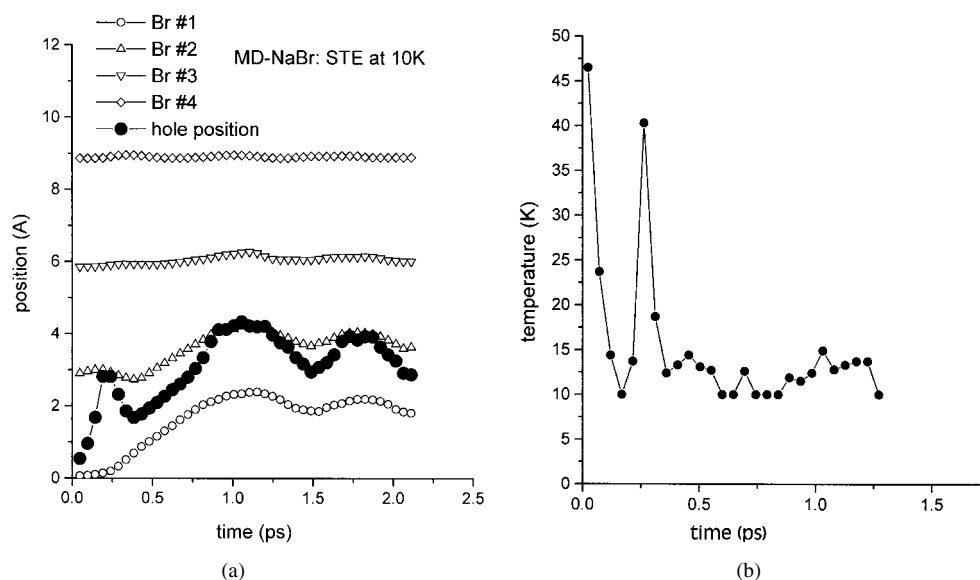 Br #1
Br #2
Br #3
Br #4
hole position
MD-NaBr: STE at 10K
12
10
8
6
4
2
0
position (A)
0.0 0.5 1.0 1.5 2.0 2.5
time (ps)
(a)
50
45
40
35
30
25
20
15
10
5
0
temperature (K)
0.0 0.5 1.0 1.5
time (ps)
(b)